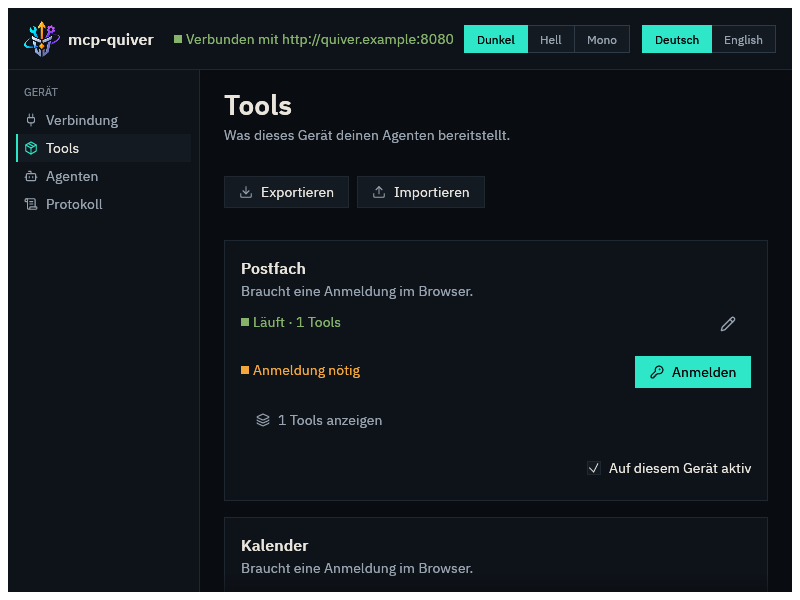 mcp-quiver
Verbunden mit http://quiver.example:8080
Dunkel
Hell
Mono
Deutsch
English
GERÄT
Verbindung
Tools
Agenten
Protokoll
Tools
Was dieses Gerät deinen Agenten bereitstellt.
Exportieren
Importieren
Postfach
Braucht eine Anmeldung im Browser.
Läuft · 1 Tools
Anmeldung nötig
Anmelden
1 Tools anzeigen
Auf diesem Gerät aktiv
Kalender
Braucht eine Anmeldung im Browser.